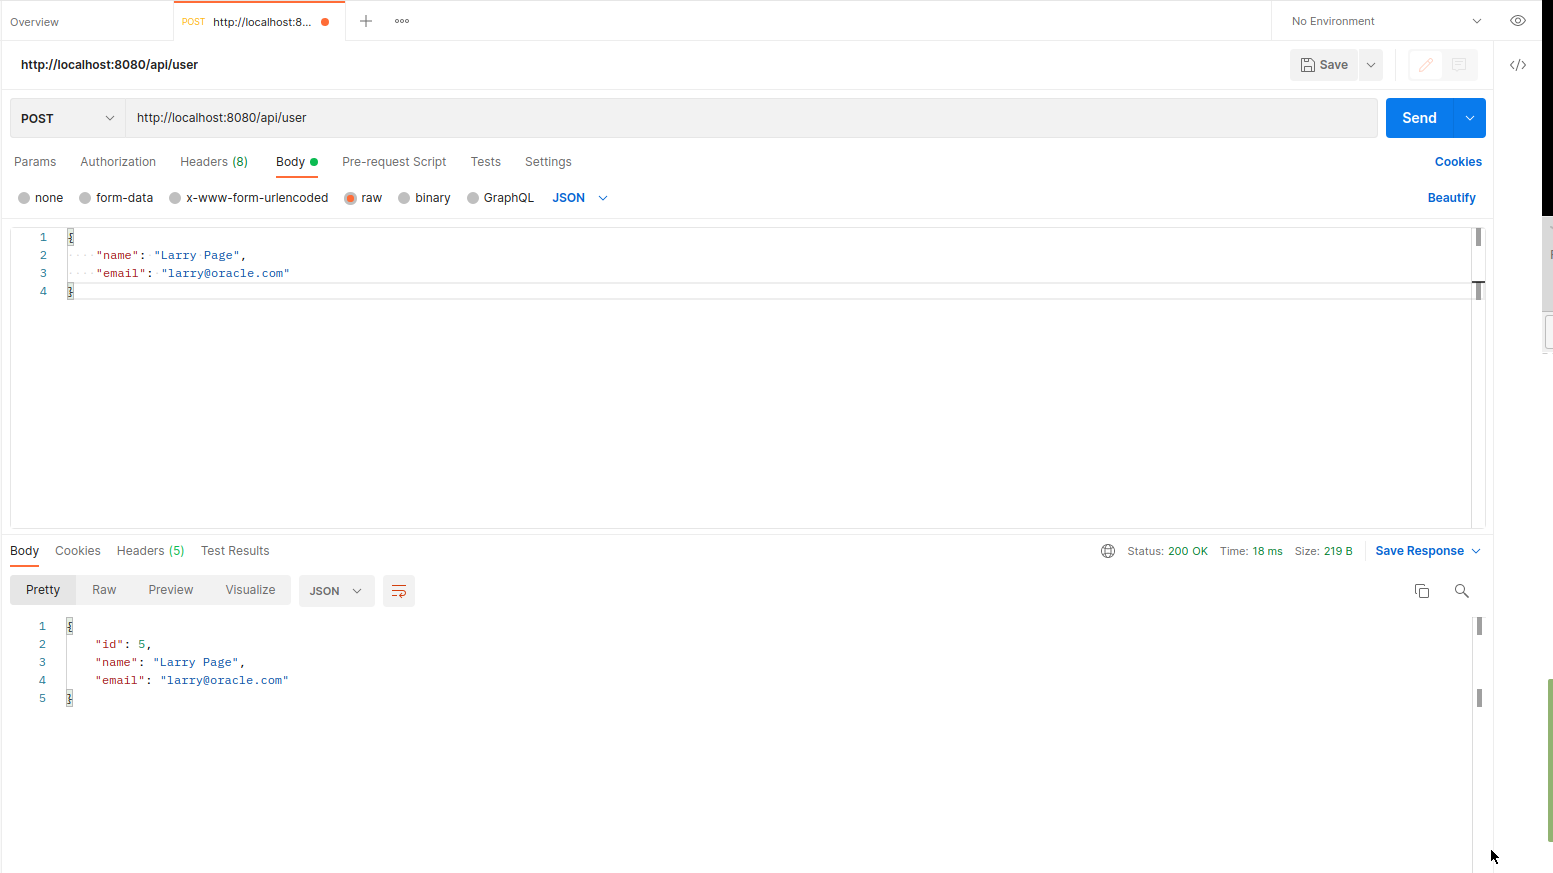 Overview
POST http://localhost:8...
No Environment
http://localhost:8080/api/user
Save
POST
http://localhost:8080/api/user
Send
Params Authorization Headers (8) Body Pre-request Script Tests Settings Cookies
none form-data x-www-form-urlencoded raw binary GraphQL JSON Beautify
1 {
2 "name": "Larry Page",
3 "email": "larry@oracle.com"
4 }
Body Cookies Headers (5) Test Results Status: 200 OK Time: 18 ms Size: 219 B Save Response
Pretty Raw Preview Visualize JSON
1 {
2 "id": 5,
3 "name": "Larry Page",
4 "email": "larry@oracle.com"
5 }